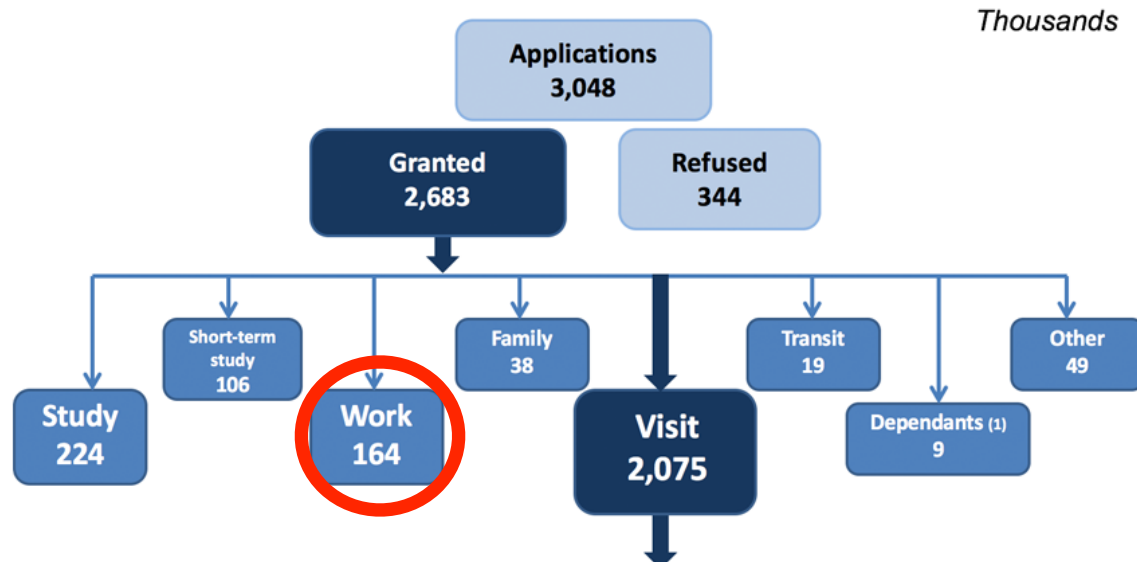 Thousands
Applications
3,048
Granted
2,683
Refused
344
Short-term
study
106
Family
38
Transit
19
Other
49
Study
224
Work
164
Visit
2,075
Dependants (1)
9